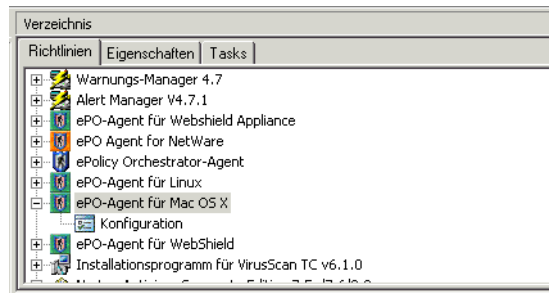 Verzeichnis
Richtlinien Eigenschaften Tasks
Warnungs-Manager 4.7
Alert Manager V4.7.1
ePO-Agent für Webshield Appliance
ePO Agent for NetWare
ePolicy Orchestrator-Agent
ePO-Agent für Linux
ePO-Agent für Mac OS X
Konfiguration
ePO-Agent für WebShield
Installationsprogramm für VirusScan TC v6.1.0